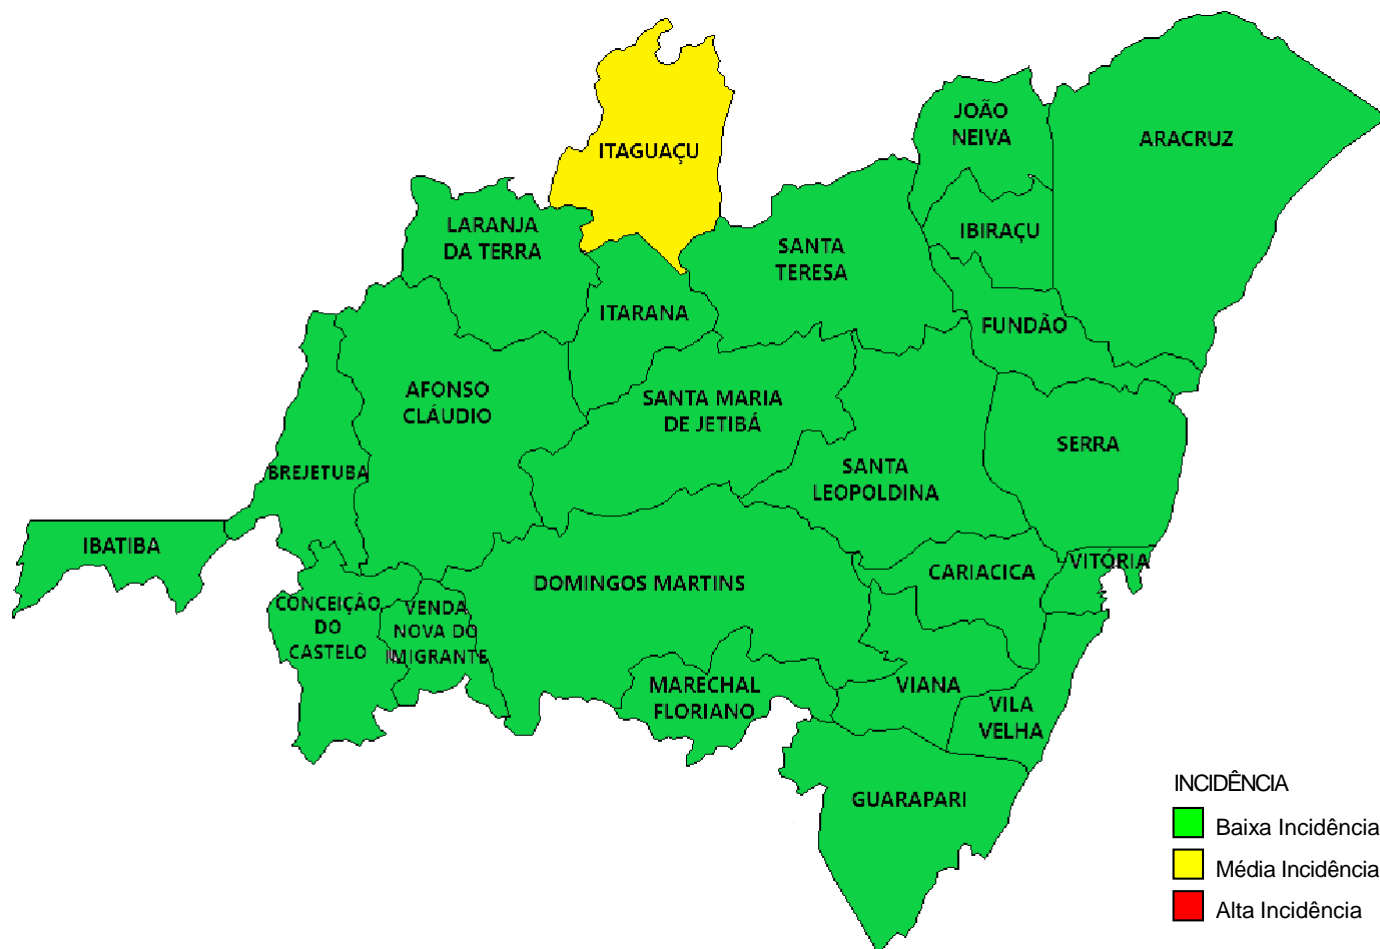 JOÃO
NEIVA
ARACRUZ
ITAGUAÇU
LARANJA
DA TERRA
SANTA
TERESA
IBIRAÇU
ITARANA
FUNDÃO
AFONSO
CLÁUDIO
SANTA MARIA
DE JETIBÁ
SERRA
BREJETUBA
SANTA
LEOPOLDINA
IBATIBA
DOMINGOS MARTINS
CARIACICA
VITÓRIA
CONCEIÇÃO
DO
CASTELO
VENDA
NOVA DO
IMIGRANTE
MARECHAL
FLORIANO
VIANA
VILA
VELHA
GUARAPARI
INCIDÊNCIA
Baixa Incidência
Média Incidência
Alta Incidência